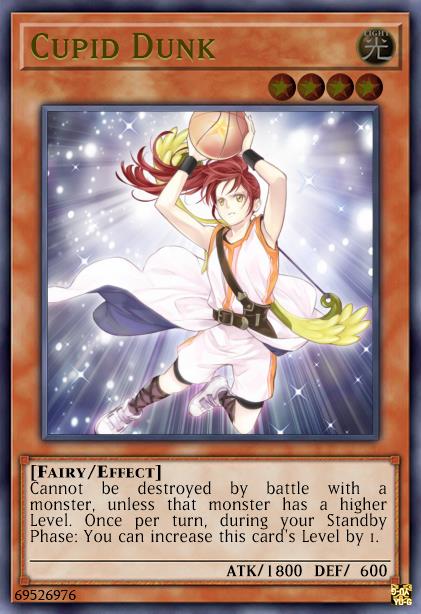 CUPID DUNK
LIGHT
光
[FAIRY/EFFECT]
Cannot be destroyed by battle with a
monster, unless that monster has a higher
Level. Once per turn, during your Standby
Phase: You can increase this card's Level by 1.
ATK/1800 DEF/ 600
69526976